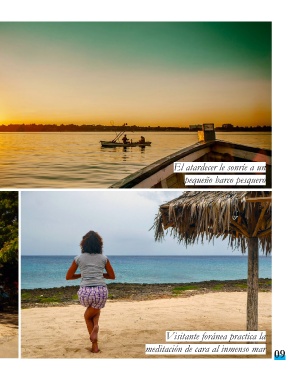 El atardecer le sonríe a un
pequeño barco pesquero
Visitante foránea practica la
meditación de cara al inmenso mar
09